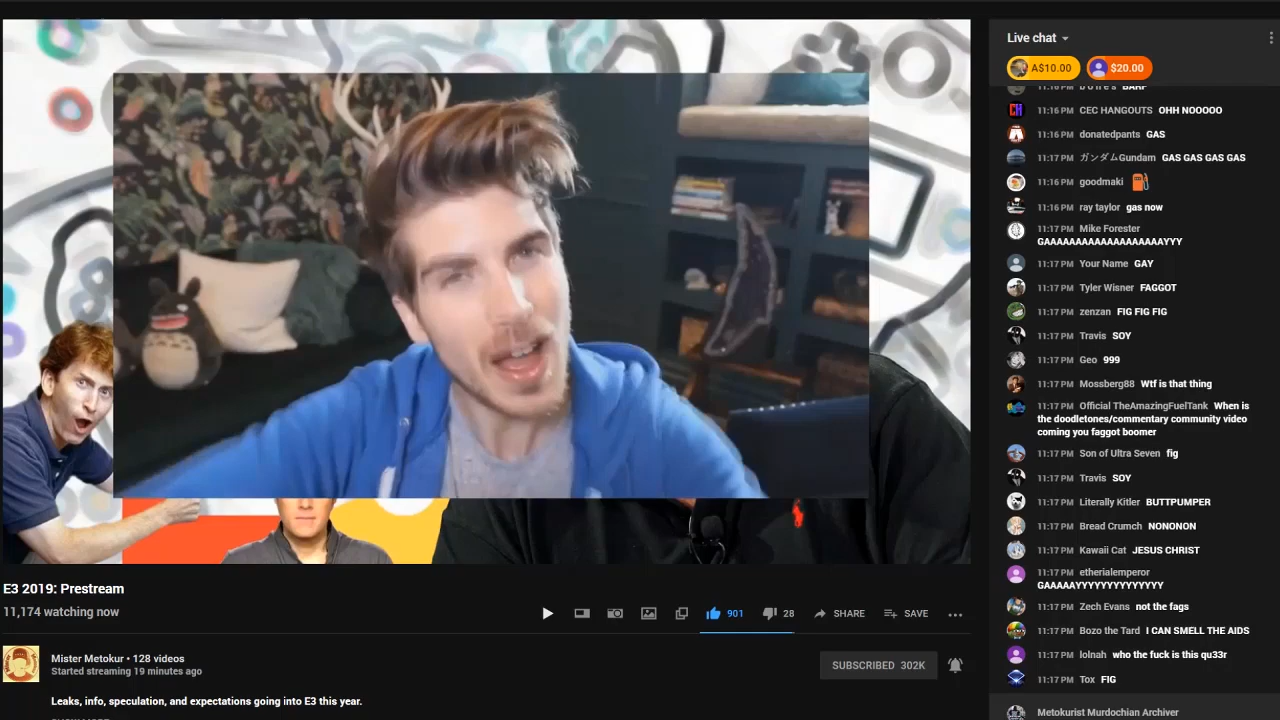 Live chat
A$10.00 $20.00
BARF
11:16 PM CEC HANGOUTS OHH NOOOOO
11:16 PM donatedpants GAS
11:17 PM ガンダムGundam GAS GAS GAS GAS
11:16 PM goodmaki
11:16 PM ray taylor gas now
11:17 PM Mike Forester
GAAAAAAAAAAAAAAAAAAYYY
11:17 PM Your Name GAY
11:17 PM Tyler Wisner FAGGOT
11:17 PM zenzan FIG FIG FIG
11:17 PM Travis SOY
11:17 PM Geo 999
11:17 PM Mossberg88 Wtf is that thing
11:17 PM Official TheAmazingFuelTank When is
the doodletones/commentary community video
coming you faggot boomer
11:17 PM Son of Ultra Seven fig
11:17 PM Travis SOY
11:17 PM Literally Kitler BUTTPUMPER
11:17 PM Bread Crumch NONONON
11:17 PM Kawaii Cat JESUS CHRIST
11:17 PM etherialemperor
GAAAAAYYYYYYYYYYYYYY
11:17 PM Zech Evans not the fags
11:17 PM Bozo the Tard I CAN SMELL THE AIDS
11:17 PM lolnah who the fuck is this qu33r
11:17 PM Tox FIG
Metokurist Murdochian Archiver
E3 2019: Prestream
11,174 watching now
901 28 SHARE SAVE
Mister Metokur • 128 videos
Started streaming 19 minutes ago
SUBSCRIBED 302K
Leaks, info, speculation, and expectations going into E3 this year.